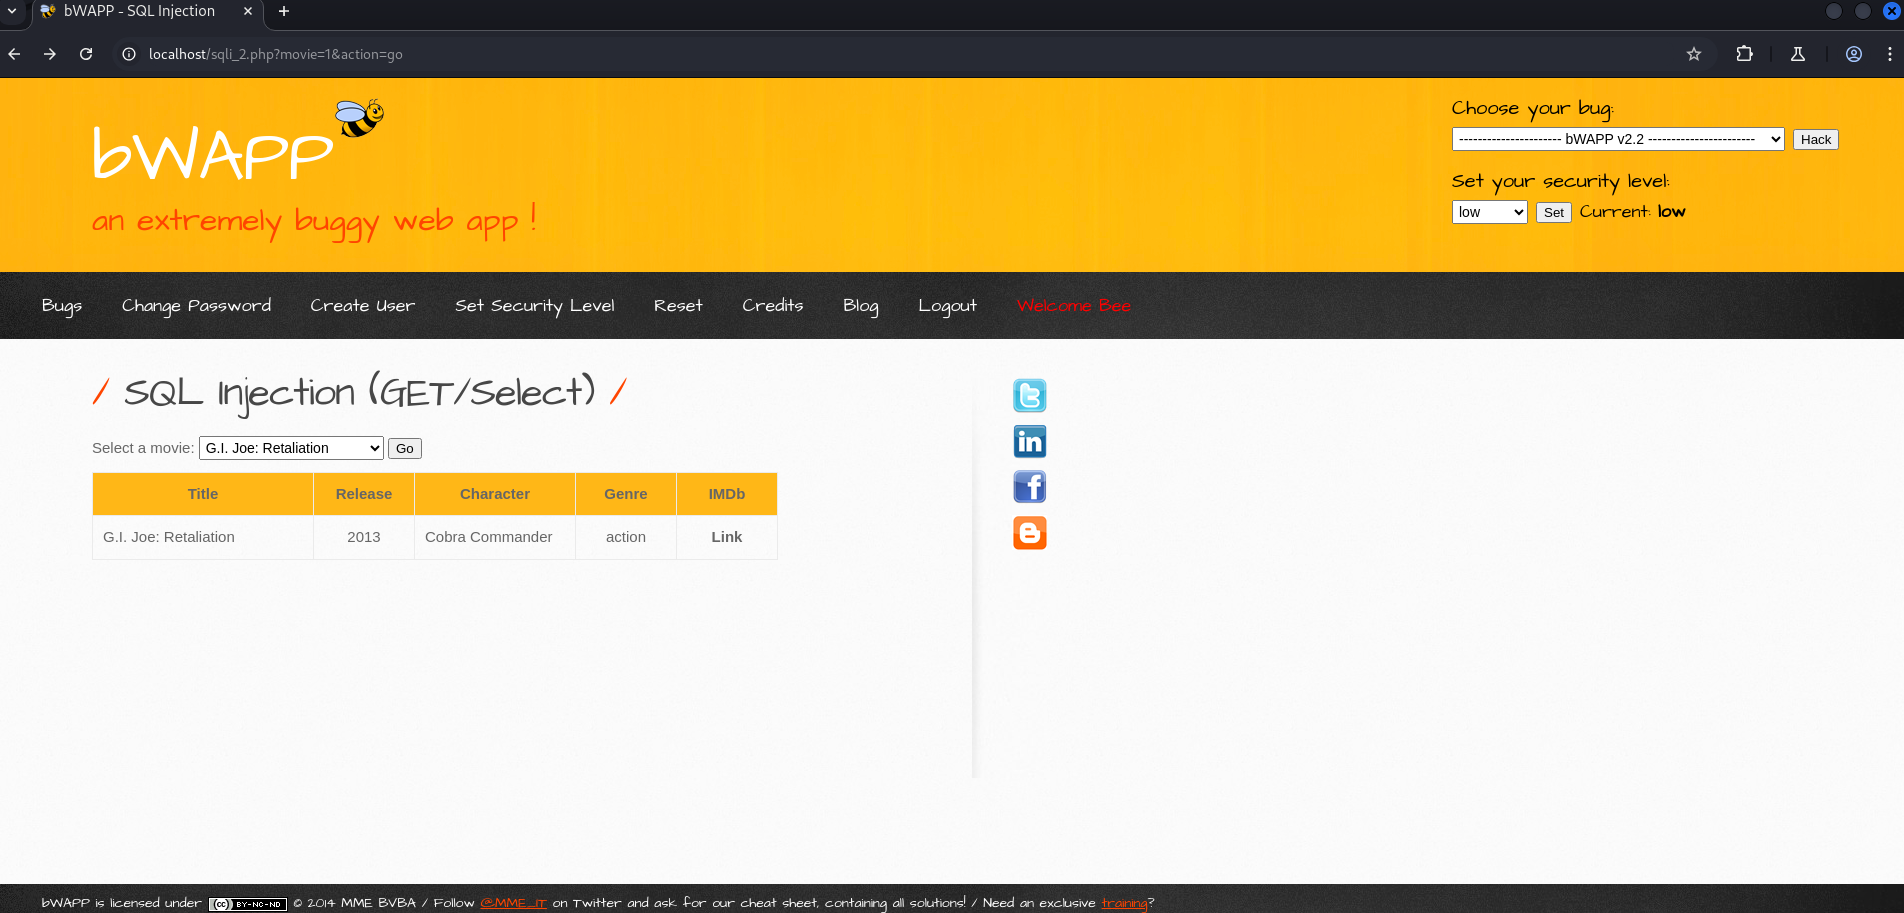 bWAPP - SQL Injection
localhost/sqli_2.php?movie=1&action=go
bWAPP
an extremely buggy web app !
Choose your bug:
--------------------- bWAPP v2.2 ---------------------- Hack
Set your security level:
low Set Current: low
Bugs Change Password Create User Set Security Level Reset Credits Blog Logout Welcome Bee
/ SQL Injection (GET/Select) /
Select a movie: G.I. Joe: Retaliation Go
Title Release Character Genre IMDb
G.I. Joe: Retaliation 2013 Cobra Commander action Link
bWAPP is licensed under cc BY-NC-ND © 2014 MME BVBA / Follow @MME_IT on Twitter and ask for our cheat sheet, containing all solutions! / Need an exclusive training?